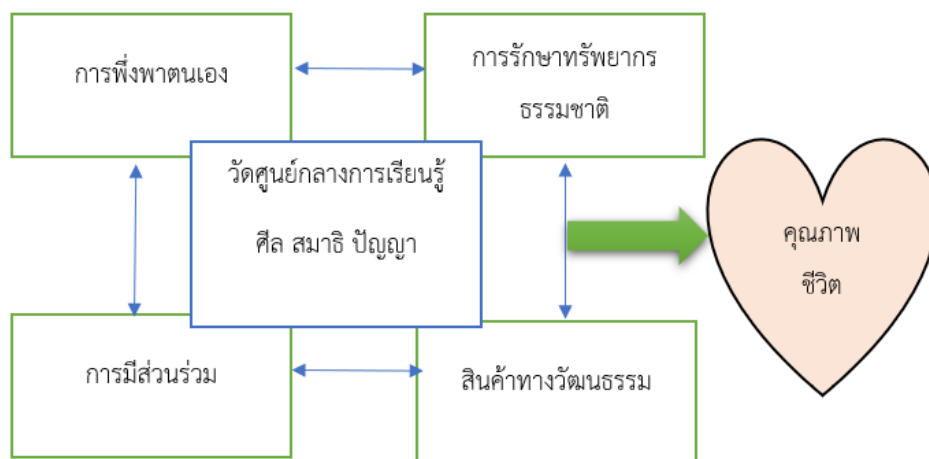 การพึ่งพาตนเอง
การรักษาทรัพยากร
ธรรมชาติ
วัดศูนย์กลางการเรียนรู้
ศีล สมาธิ ปัญญา
คุณภาพ
ชีวิต
การมีส่วนร่วม
สินค้าทางวัฒนธรรม